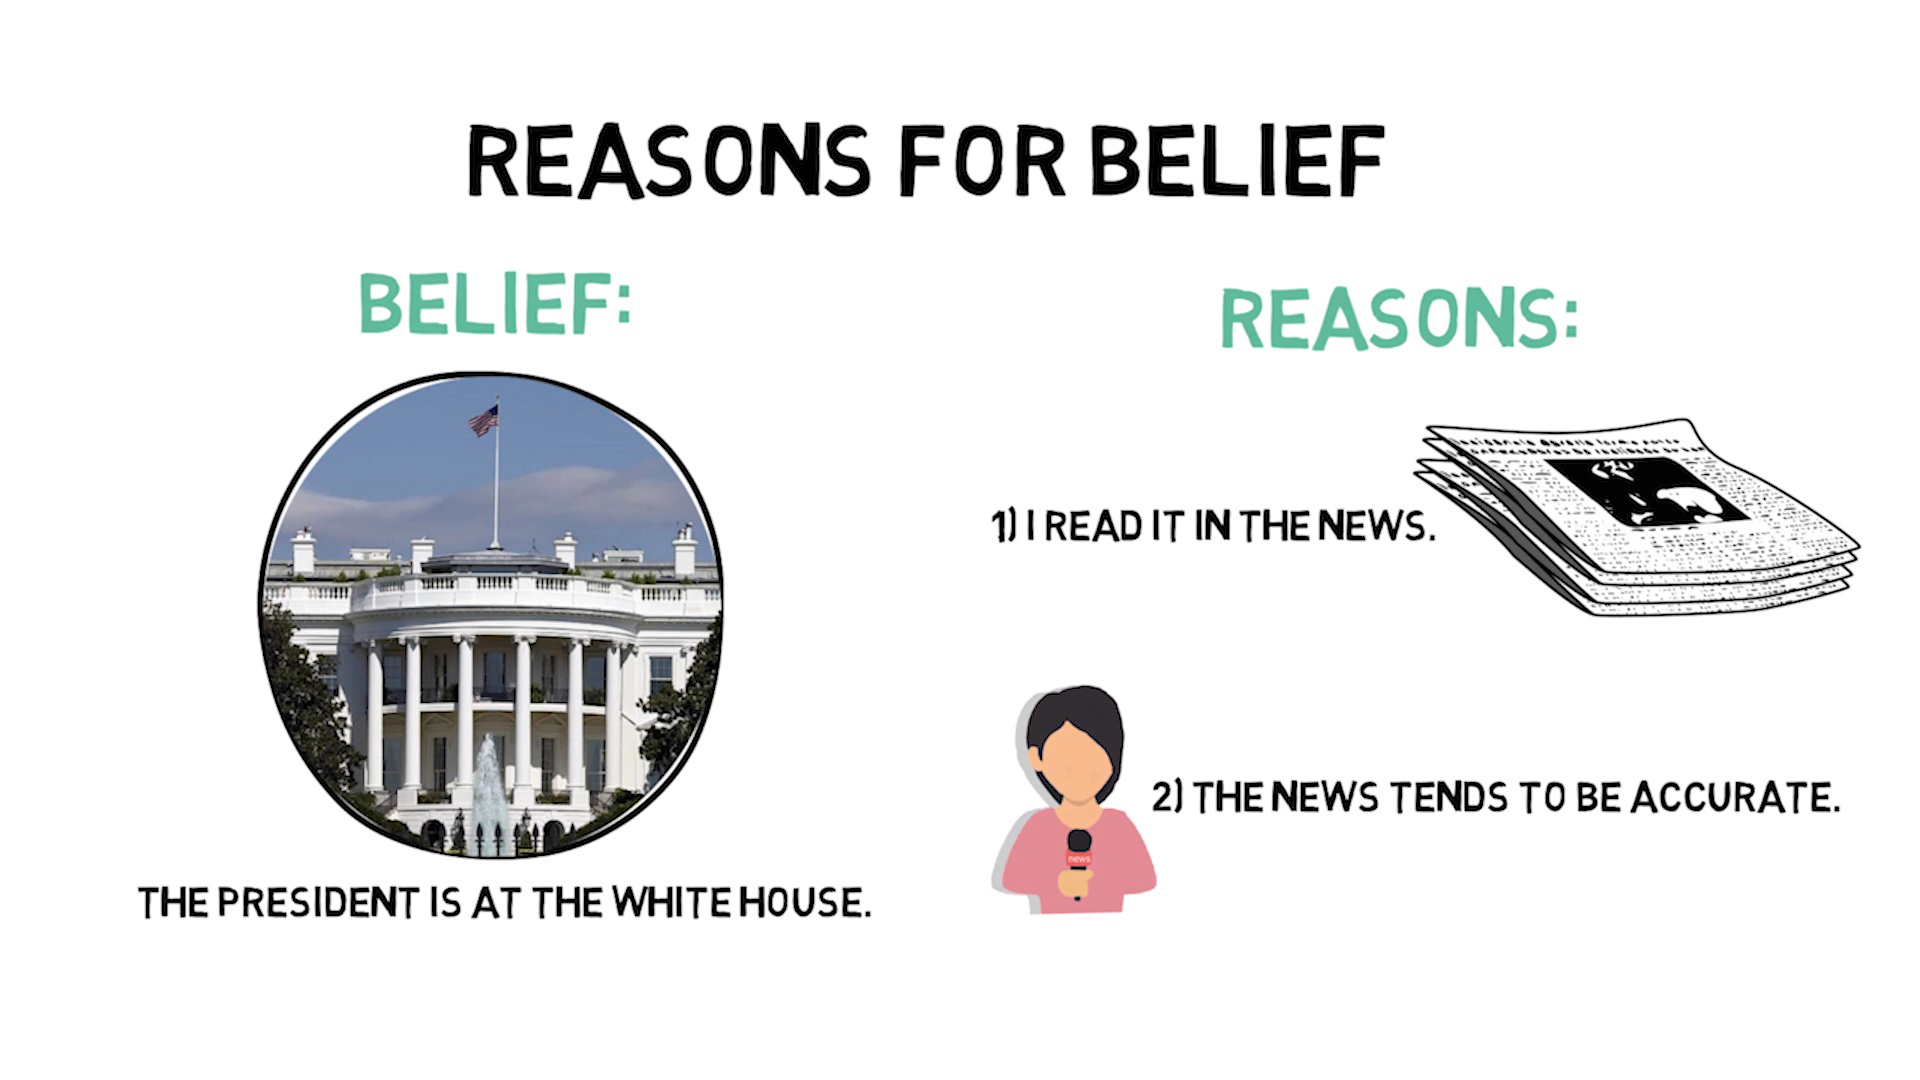 REASONS FOR BELIEF
BELIEF:
THE PRESIDENT IS AT THE WHITE HOUSE.
REASONS:
1) I READ IT IN THE NEWS.
news
2) THE NEWS TENDS TO BE ACCURATE.